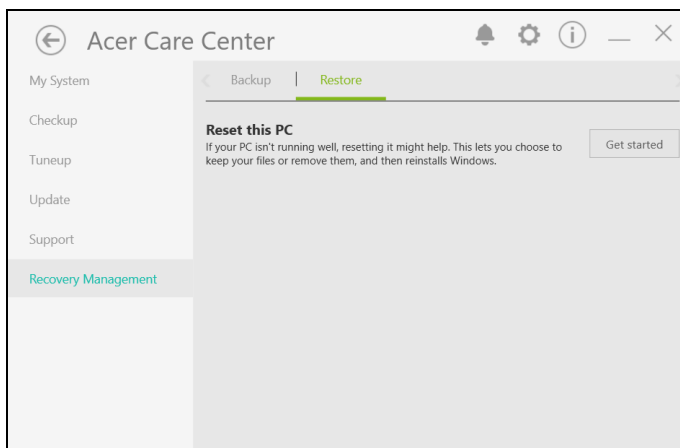 Acer Care Center
My System
Checkup
Tuneup
Update
Support
Recovery Management
Backup
Restore
Reset this PC
If your PC isn't running well, resetting it might help. This lets you choose to
keep your files or remove them, and then reinstalls Windows.
Get started